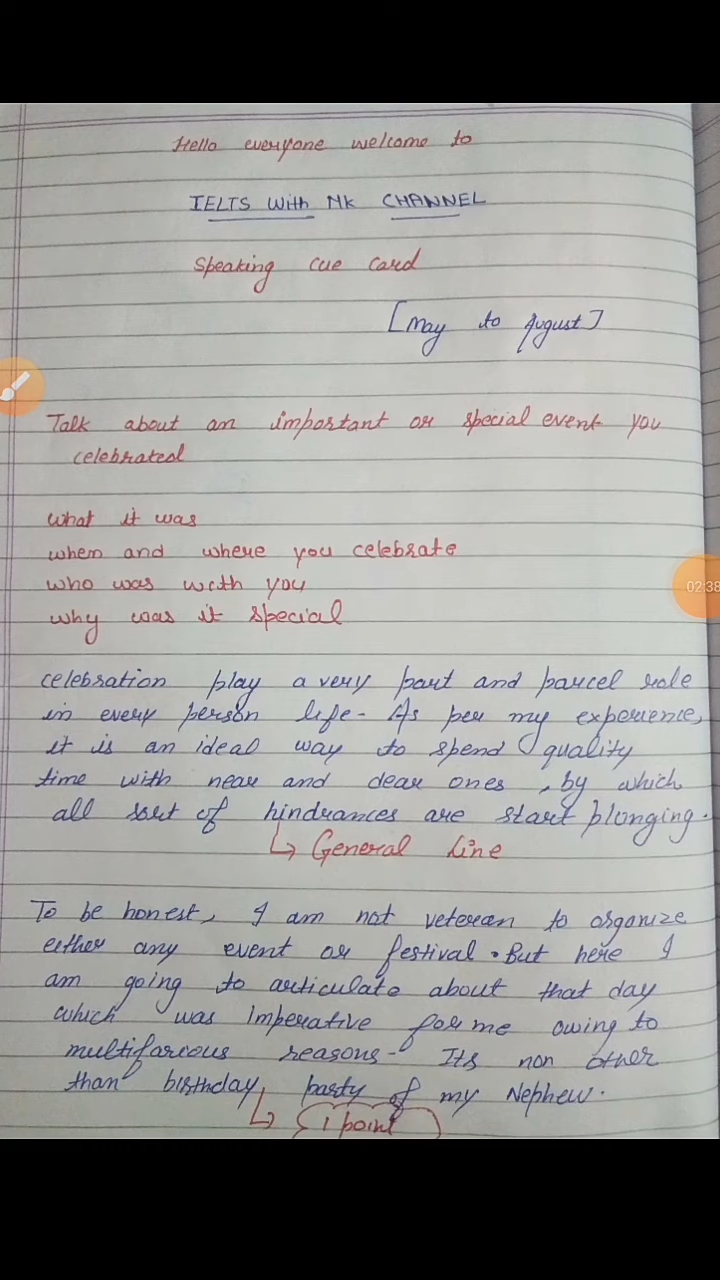 Hello everyone welcome to
IELTS with Nk CHANNEL
Speaking cue card
[May to August]
Talk about an important or special event you
celebrated
what it was
when and where you celebrate
02:38
who was with you
why was it special
celebration play a very part and parcel role
in every person life- As per my experience,
it is an ideal way to spend quality
time with near and dear ones, by which
all sort of hindrances are start plonging.
↳ General Line
To be honest, I am not veteran to organize
either any event or festival. But here I
am going to articulate about that day
which was imperative for me owing to
multifarious reasons- Its non other
than birthday party of my Nephew.
↳ 1 point